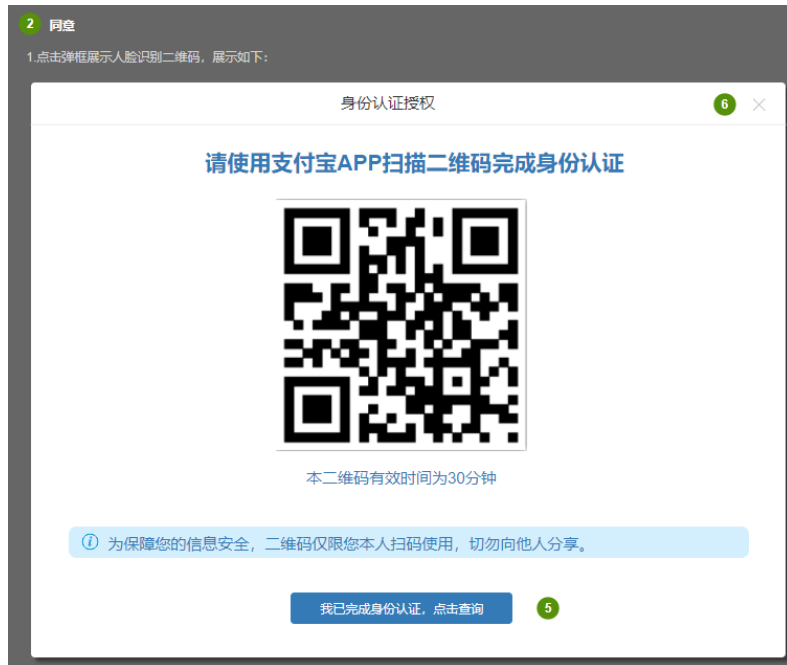 2 同意
1.点击弹框展示人脸识别二维码，展示如下：
身份认证授权
6
请使用支付宝APP扫描二维码完成身份认证
本二维码有效时间为30分钟
为保障您的信息安全，二维码仅限您本人扫码使用，切勿向他人分享。
我已完成身份认证，点击查询
5